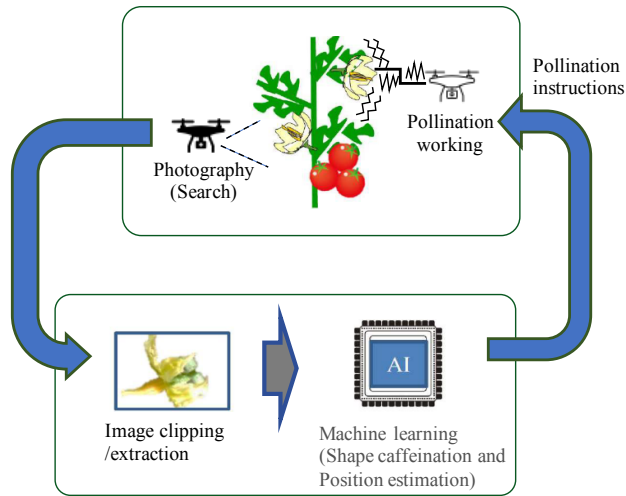 Pollination
instructions
Pollination
working
Photography
(Search)
AI
Image clipping
/extraction
Machine learning
(Shape caffeination and
Position estimation)